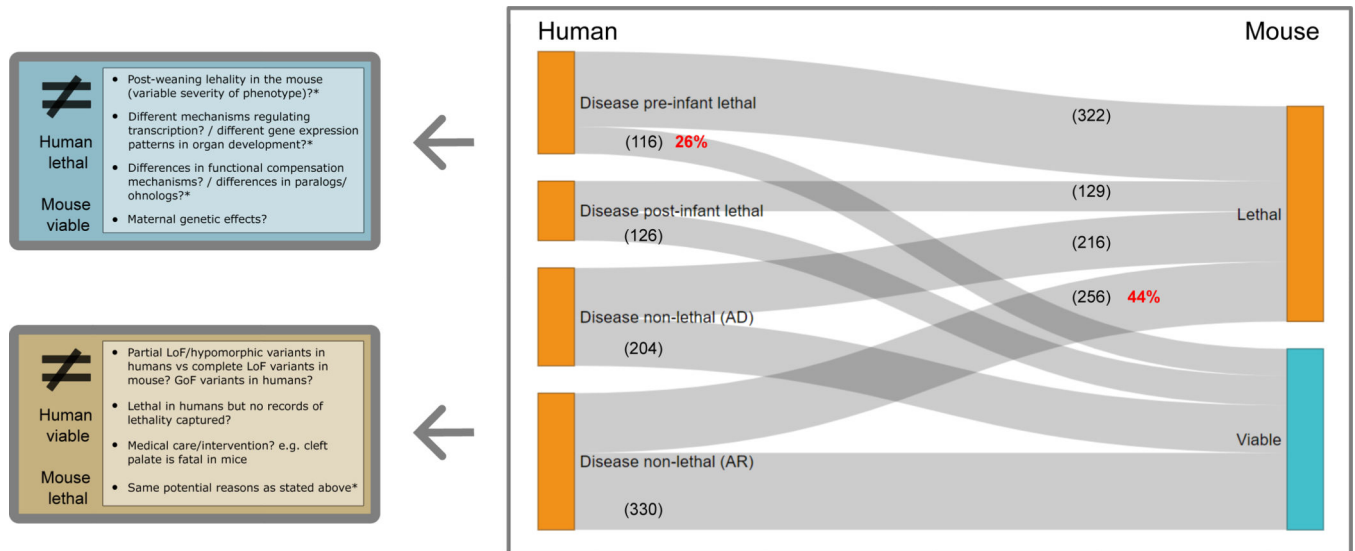 ≠
Human
lethal
Mouse
viable
• Post-weaning lehality in the mouse
(variable severity of phenotype)?*
• Different mechanisms regulating
transcription? / different gene expression
patterns in organ development?*
• Differences in functional compensation
mechanisms? / differences in paralogs/
ohnologs?*
• Maternal genetic effects?
≠
Human
viable
Mouse
lethal
• Partial LoF/hypomorphic variants in
humans vs complete LoF variants in
mouse? GoF variants in humans?
• Lethal in humans but no records of
lethality captured?
• Medical care/intervention? e.g. cleft
palate is fatal in mice
• Same potential reasons as stated above*
Human Mouse
Disease pre-infant lethal
(322)
(116) 26%
(129)
Disease post-infant lethal
Lethal
(126)
(216)
(256) 44%
Disease non-lethal (AD)
(204)
Viable
Disease non-lethal (AR)
(330)